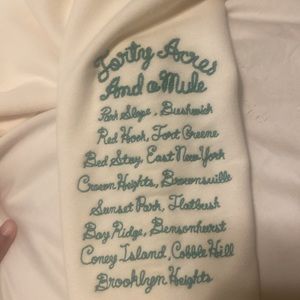 Forty Acres
And a Mule
Park Slope, Bushwick
Red Hook, Fort Greene
Bed Stay, East New York
Crown Heights, Brownsville
Sunset Park, Flatbush
Bay Ridge, Bensonhurst
Coney Island, Cobble Hill
Brooklyn Heights